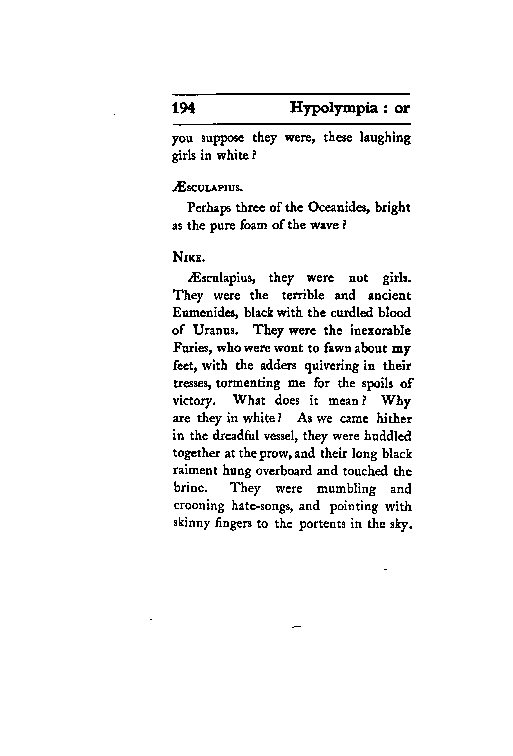 194 Hypolympia : or
you suppose they were, these laughing
girls in white ?
Æsculapius.
Perhaps three of the Oceanides, bright
as the pure foam of the wave ?
Nike.
Æsculapius, they were not girls.
They were the terrible and ancient
Eumenides, black with the curdled blood
of Uranus. They were the inexorable
Furies, who were wont to fawn about my
feet, with the adders quivering in their
tresses, tormenting me for the spoils of
victory. What does it mean ? Why
are they in white ? As we came hither
in the dreadful vessel, they were huddled
together at the prow, and their long black
raiment hung overboard and touched the
brine. They were mumbling and
crooning hate-songs, and pointing with
skinny fingers to the portents in the sky.